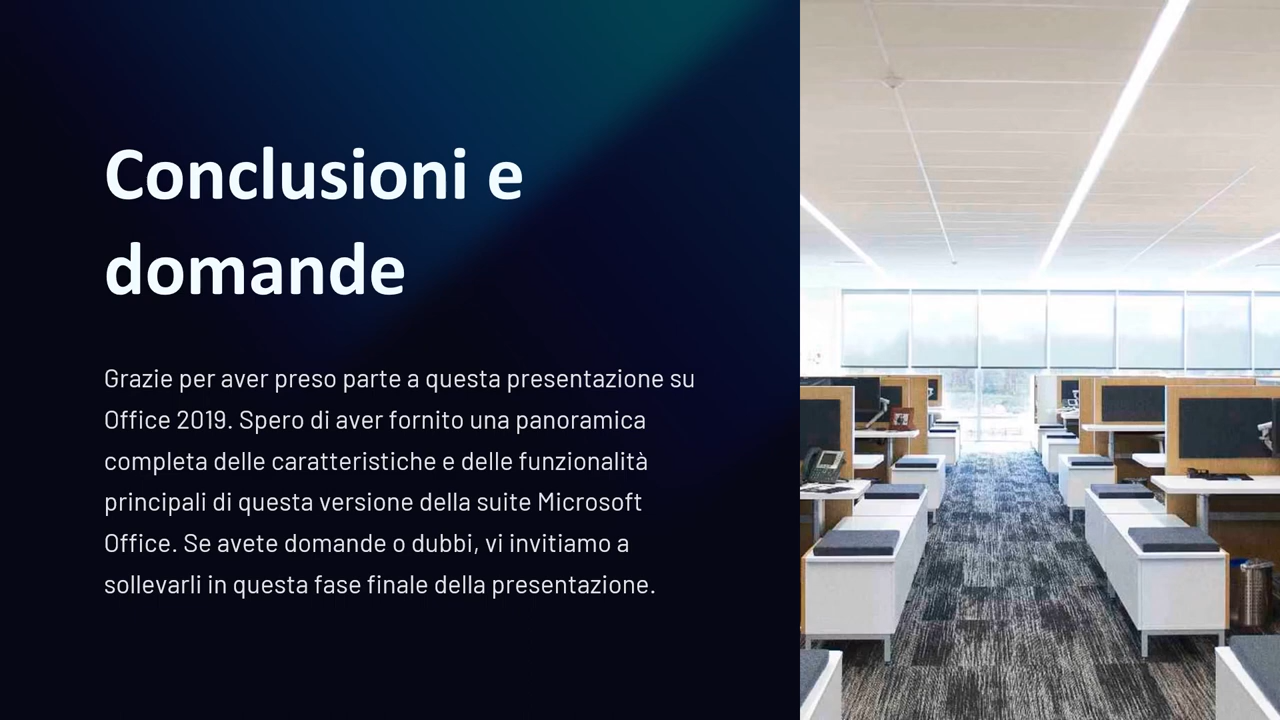 Conclusioni e
domande
Grazie per aver preso parte a questa presentazione su
Office 2019. Spero di aver fornito una panoramica
completa delle caratteristiche e delle funzionalità
principali di questa versione della suite Microsoft
Office. Se avete domande o dubbi, vi invitiamo a
sollevarli in questa fase finale della presentazione.